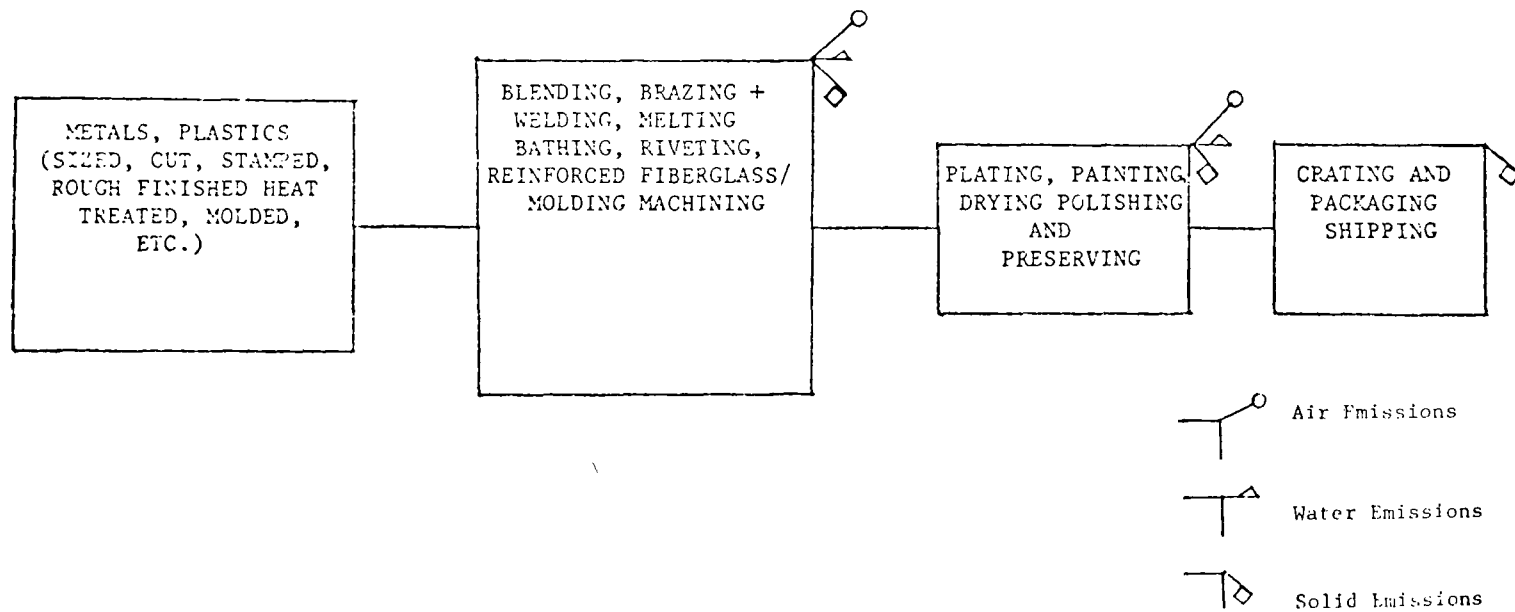 METALS, PLASTICS
(SIZED, CUT, STAMPED,
ROUGH FINISHED HEAT
TREATED, MOLDED,
ETC.)
BLENDING, BRAZING +
WELDING, MELTING
BATHING, RIVETING,
REINFORCED FIBERGLASS/
MOLDING MACHINING
PLATING, PAINTING,
DRYING POLISHING
AND
PRESERVING
CRATING AND
PACKAGING
SHIPPING
Air Emissions
Water Emissions
Solid Emissions